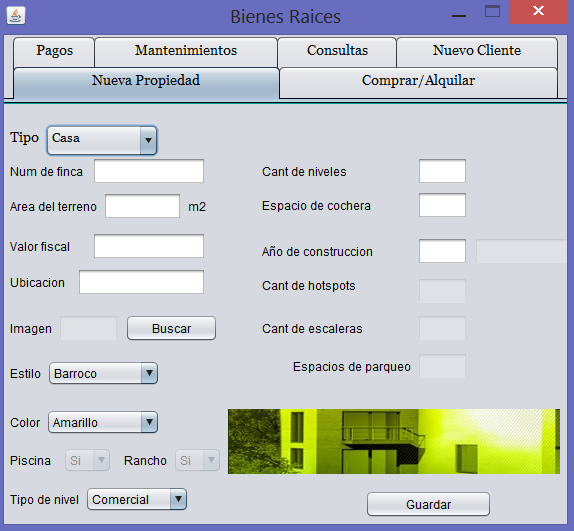 Bienes Raices
Pagos Mantenimientos Consultas Nuevo Cliente
Nueva Propiedad Comprar/Alquilar
Tipo Casa
Num de finca Cant de niveles
Area del terreno m2 Espacio de cochera
Valor fiscal Año de construccion
Ubicacion Cant de hotspots
Imagen Buscar Cant de escaleras
Estilo Barroco Espacios de parqueo
Color Amarillo
Piscina Si Rancho Si
Tipo de nivel Comercial Guardar